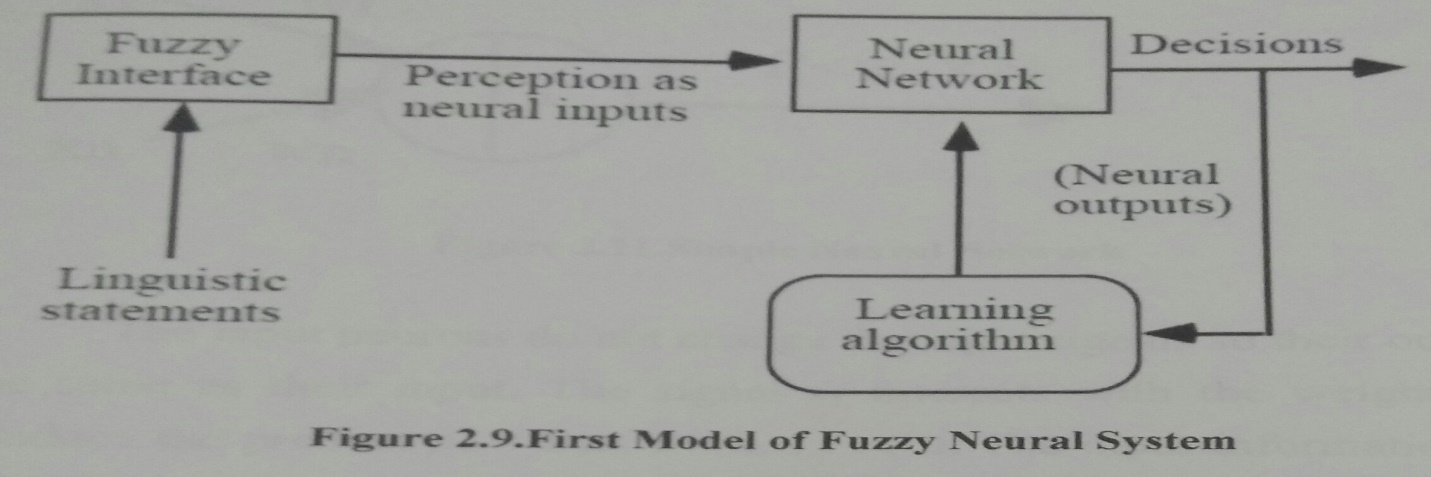 Fuzzy
Interface
Perception as
neural inputs
Neural
Network
Decisions
(Neural
outputs)
Linguistic
statements
Learning
algorithm
Figure 2.9.First Model of Fuzzy Neural System